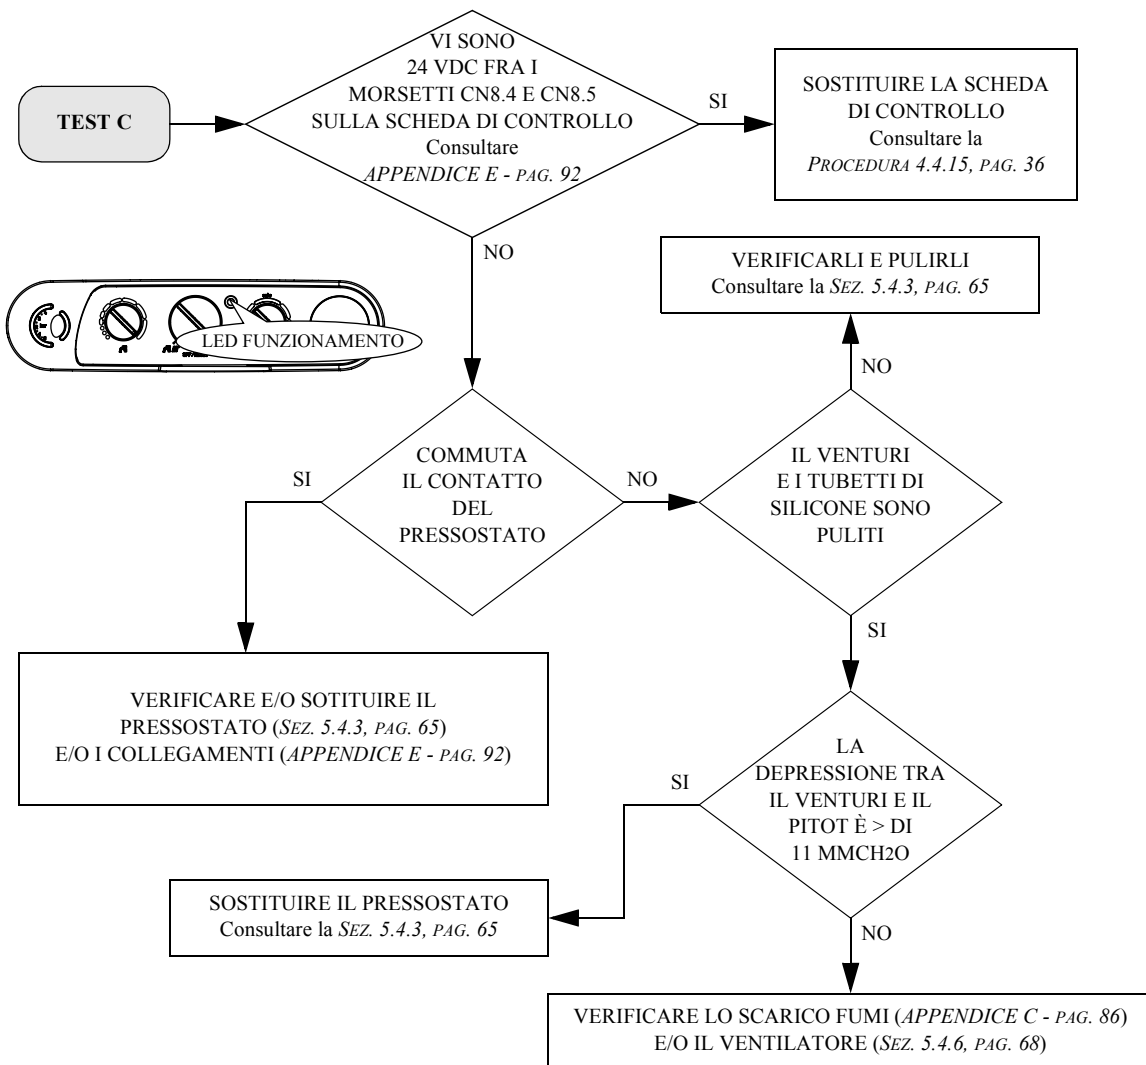 VI SONO
24 VDC FRA I
MORSETTI CN8.4 E CN8.5
SULLA SCHEDA DI CONTROLLO
Consultare
APPENDICE E - PAG. 92
TEST C
SI
SOSTITUIRE LA SCHEDA
DI CONTROLLO
Consultare la
PROCEDURA 4.4.15, PAG. 36
NO
VERIFICARLI E PULIRLI
Consultare la SEZ. 5.4.3, PAG. 65
LED FUNZIONAMENTO
NO
COMMUTA
IL CONTATTO
DEL
PRESSOSTATO
SI
NO
IL VENTURI
E I TUBETTI DI
SILICONE SONO
PULITI
SI
VERIFICARE E/O SOTITUIRE IL
PRESSOSTATO (SEZ. 5.4.3, PAG. 65)
E/O I COLLEGAMENTI (APPENDICE E - PAG. 92)
LA
DEPRESSIONE TRA
IL VENTURI E IL
PITOT È > DI
11 MMCH2O
SI
SOSTITUIRE IL PRESSOSTATO
Consultare la SEZ. 5.4.3, PAG. 65
NO
VERIFICARE LO SCARICO FUMI (APPENDICE C - PAG. 86)
E/O IL VENTILATORE (SEZ. 5.4.6, PAG. 68)